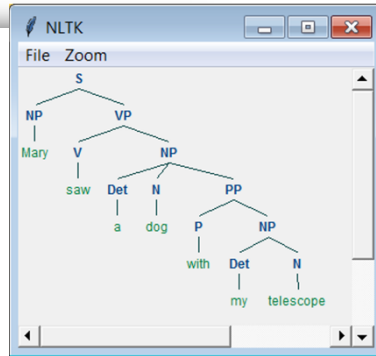 NLTK
File Zoom
S
NP VP
Mary V NP
saw Det N PP
a dog P NP
with Det N
my telescope